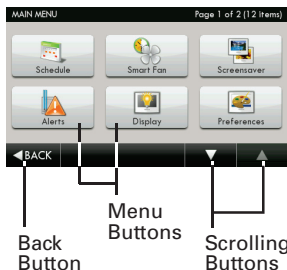 MAIN MENU Page 1 of 2 (12 items)
Schedule Smart Fan Screensaver
Alerts Display Preferences
BACK
Menu
Buttons
Back
Button
Scrolling
Buttons